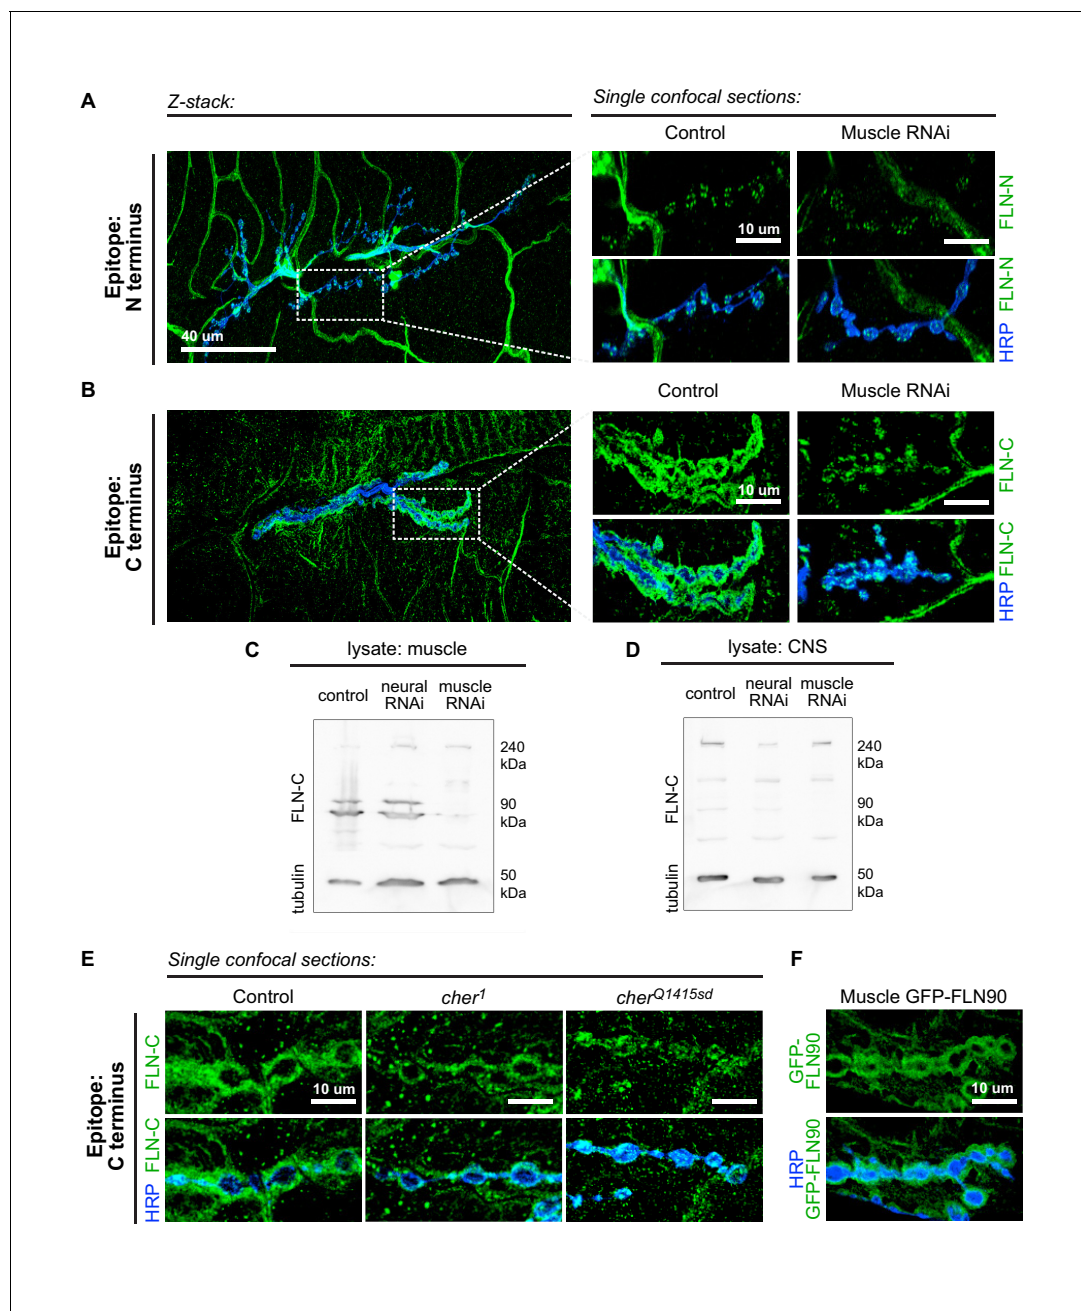 A
Z-stack:
Single confocal sections:
Control
Muscle RNAi
Epitope:
N terminus
40 um
10 um
FLN-N
HRP FLN-N
B
Control
Muscle RNAi
Epitope:
C terminus
10 um
FLN-C
HRP FLN-C
C
lysate: muscle
control
neural
RNAi
muscle
RNAi
FLN-C
tubulin
240
kDa
90
kDa
50
kDa
D
lysate: CNS
control
neural
RNAi
muscle
RNAi
FLN-C
tubulin
240
kDa
90
kDa
50
kDa
E
Single confocal sections:
Control
cher1
cherQ1415sd
Epitope:
C terminus
FLN-C
HRP FLN-C
10 um
F
Muscle GFP-FLN90
GFP-
FLN90
10 um
HRP
GFP-FLN90